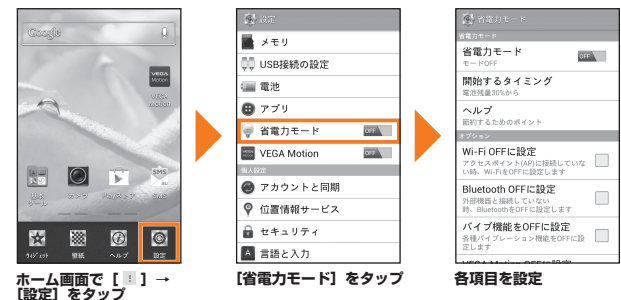 Google
VEGA
Motion
VEGA
Motion
基本
ツール
カメラ
Playストア
SMS
SMS
ウィジェット
壁紙
ヘルプ
設定
ホーム画面で［ ］→
［設定］をタップ
設定
メモリ
USB接続の設定
電池
アプリ
省電力モード
OFF
VEGA Motion
OFF
個人設定
アカウントと同期
位置情報サービス
セキュリティ
A 言語と入力
［省電力モード］をタップ
省電力モード
省電力モード
省電力モード
モードOFF
OFF
開始するタイミング
電池残量30%から
ヘルプ
節約するためのポイント
オプション
Wi-Fi OFFに設定
アクセスポイント(AP)に接続していな
い時、Wi-FiをOFFに設定します
Bluetooth OFFに設定
外部機器と接続していない
時、BluetoothをOFFに設定します
バイブ機能をOFFに設定
各種バイブレーション機能をOFFに設
定します
VEGA Motion OFFに設定
各項目を設定